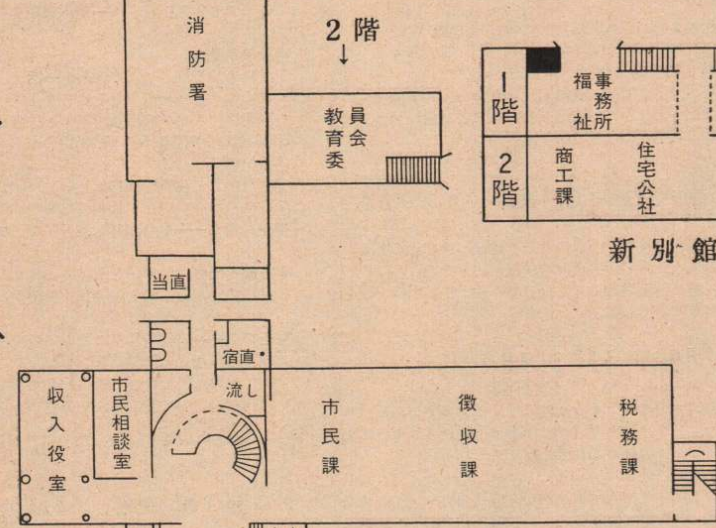 消防署
2階
↓
教育委
員会
1階
福祉
事務所
2階
商工課
住宅公社
新別館
当直
宿直
流し
収入役室
市民相談室
市民課
徴収課
税務課